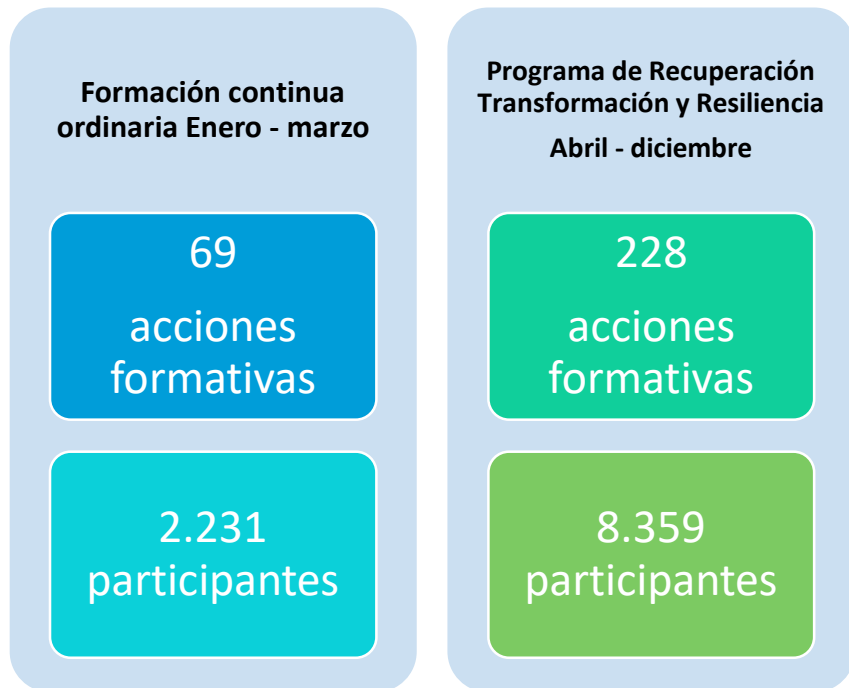 Formación continua
ordinaria Enero - marzo
69
acciones
formativas
2.231
participantes
Programa de Recuperación
Transformación y Resiliencia
Abril - diciembre
228
acciones
formativas
8.359
participantes